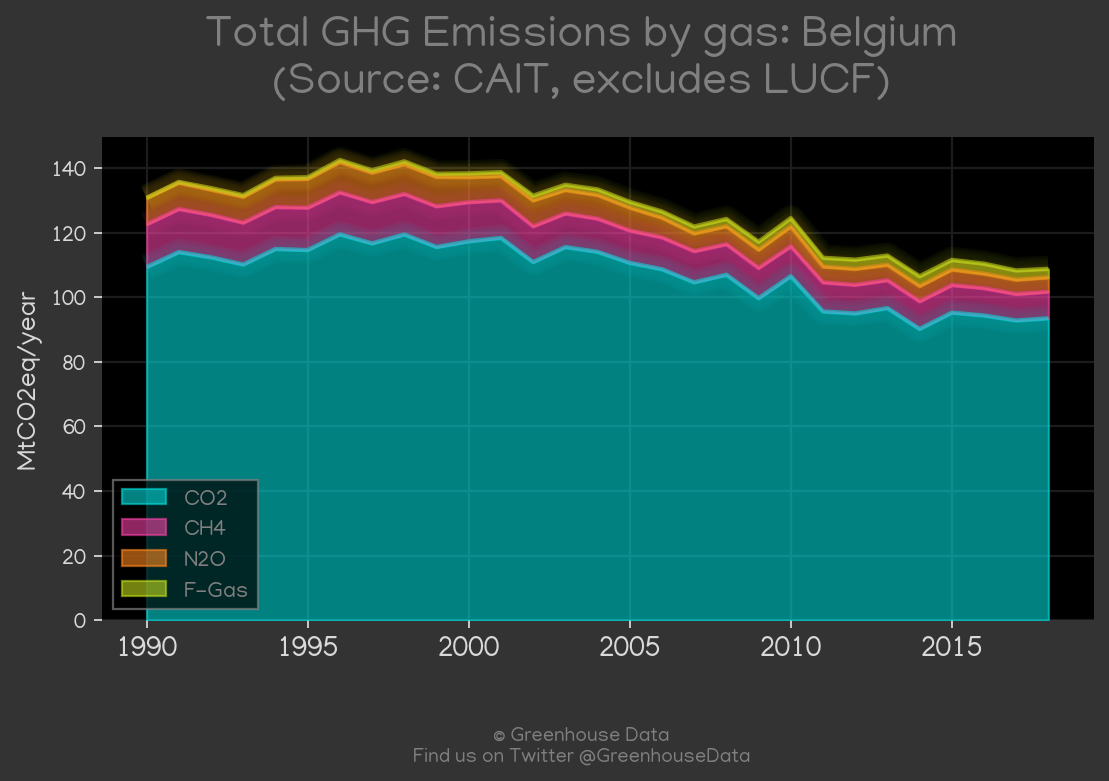 Total GHG Emissions by gas: Belgium
(Source: CAIT, excludes LUCF)
MtCO2eq/year
140
120
100
80
60
40
20
0
CO2
CH4
N2O
F-Gas
1990 1995 2000 2005 2010 2015
© Greenhouse Data
Find us on Twitter @GreenhouseData